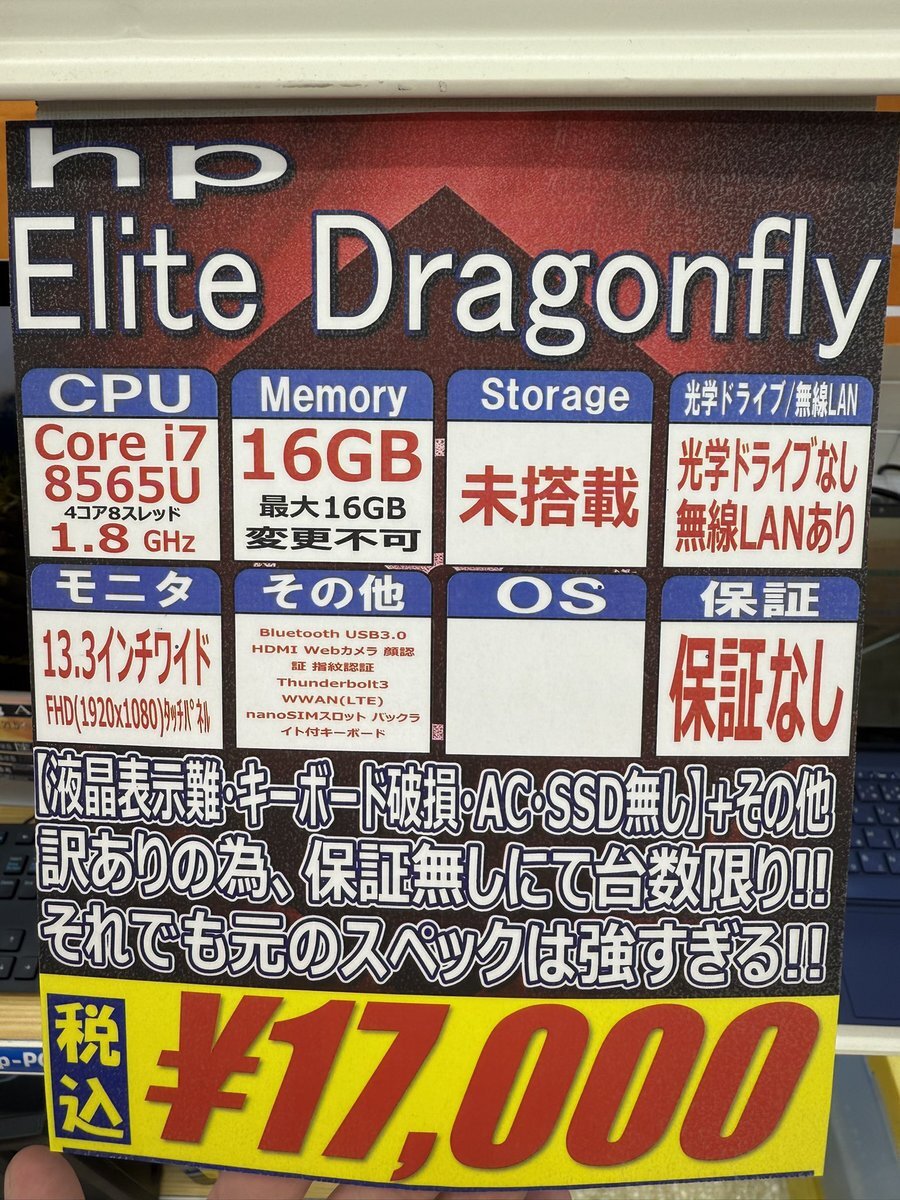 hp
Elite Dragonfly
CPU
Core i7
8565U
4コア8スレッド
1.8 GHz
Memory
16GB
最大16GB
変更不可
Storage
未搭載
光学ドライブ/無線LAN
光学ドライブなし
無線LANあり
モニタ
13.3インチワイド
FHD(1920x1080)ﾀｯﾁﾊﾟﾈﾙ
その他
Bluetooth USB3.0
HDMI Webカメラ 顔認
証 指紋認証
Thunderbolt3
WWAN(LTE)
nanoSIMスロット バックラ
イト付キーボード
OS
保証
保証なし
【液晶表示難・キーボード破損・AC・SSD無し】+その他
訳ありの為、保証無しにて台数限り!!
それでも元のスペックは強すぎる!!
税込
¥17,000